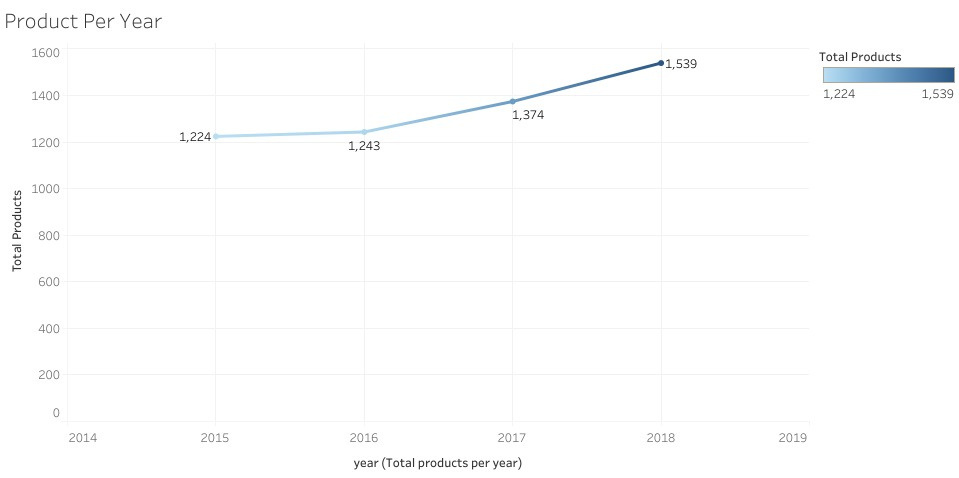 Product Per Year
1600
1400
1200
1000
800
600
400
200
0
Total Products
1,224
1,243
1,374
1,539
2014 2015 2016 2017 2018 2019
year (Total products per year)
Total Products
1,224 1,539